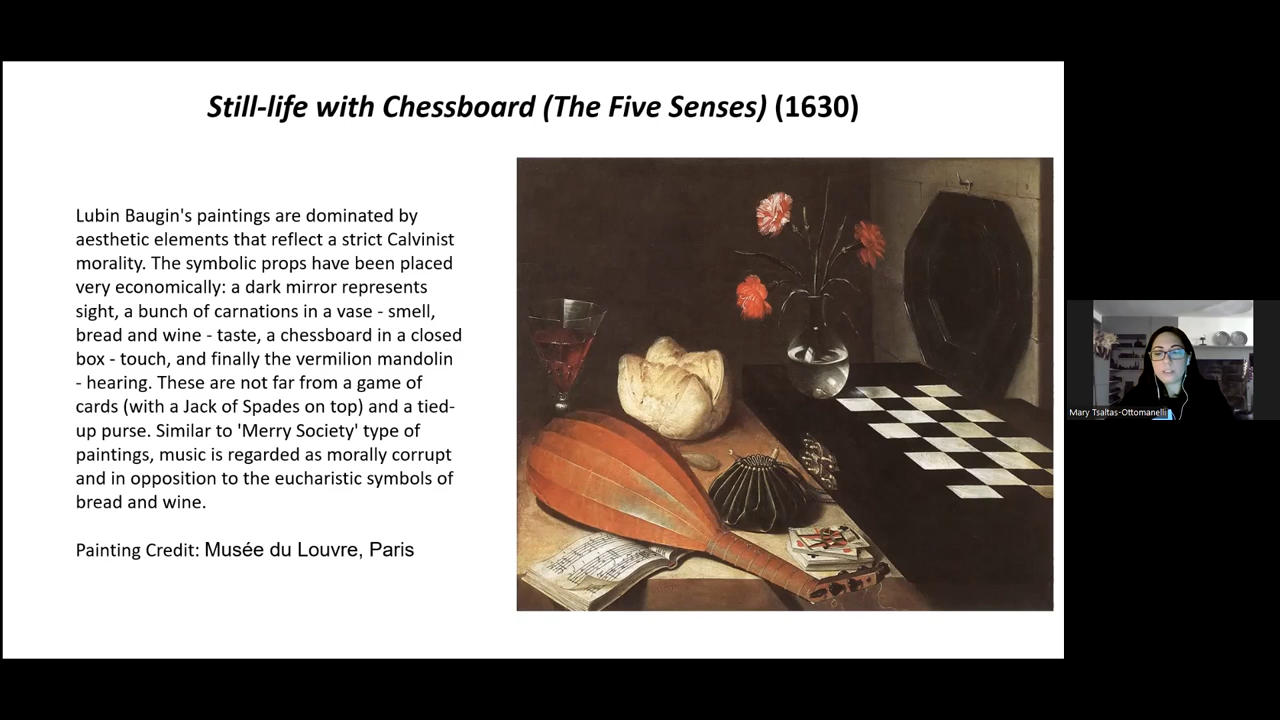 Still-life with Chessboard (The Five Senses) (1630)
Lubin Baugin's paintings are dominated by
aesthetic elements that reflect a strict Calvinist
morality. The symbolic props have been placed
very economically: a dark mirror represents
sight, a bunch of carnations in a vase - smell,
bread and wine - taste, a chessboard in a closed
box - touch, and finally the vermilion mandolin
- hearing. These are not far from a game of
cards (with a Jack of Spades on top) and a tied-
up purse. Similar to 'Merry Society' type of
paintings, music is regarded as morally corrupt
and in opposition to the eucharistic symbols of
bread and wine.
Painting Credit: Musée du Louvre, Paris
Mary Tsaltas-Ottomanelli